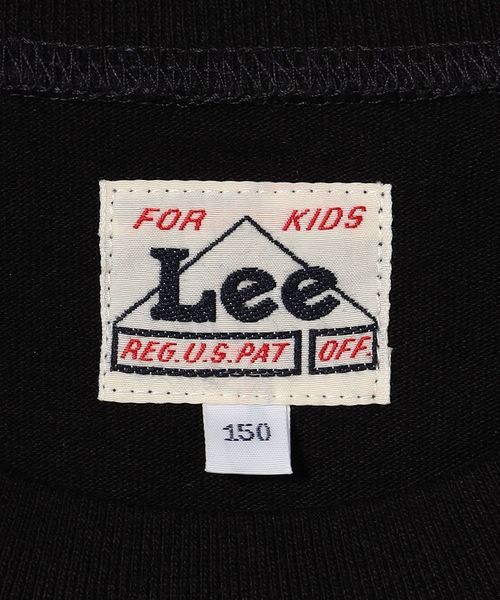 FOR KIDS
Lee
REG. U.S. PAT OFF.
150